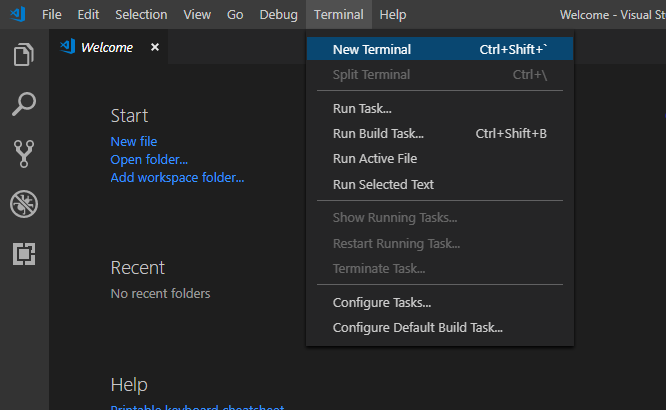 File Edit Selection View Go Debug Terminal Help Welcome - Visual St
Welcome ×
New Terminal Ctrl+Shift+`
Split Terminal Ctrl+\
Run Task...
Run Build Task... Ctrl+Shift+B
Run Active File
Run Selected Text
Show Running Tasks...
Restart Running Task...
Terminate Task...
Configure Tasks...
Configure Default Build Task...
Start
New file
Open folder...
Add workspace folder...
Recent
No recent folders
Help
Printable keyboard cheatsheet